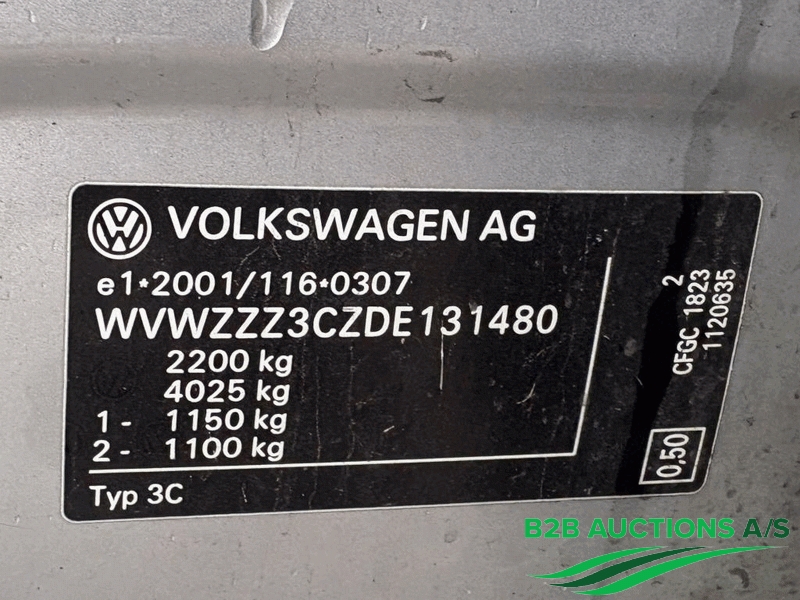 VOLKSWAGEN AG
e1*2001/116*0307
WVWZZZ3CZDE131480
2200 kg
4025 kg
1 - 1150 kg
2 - 1100 kg
Typ 3C
2
CFGC 1823
1120635
0,50
B2B AUCTIONS A/S